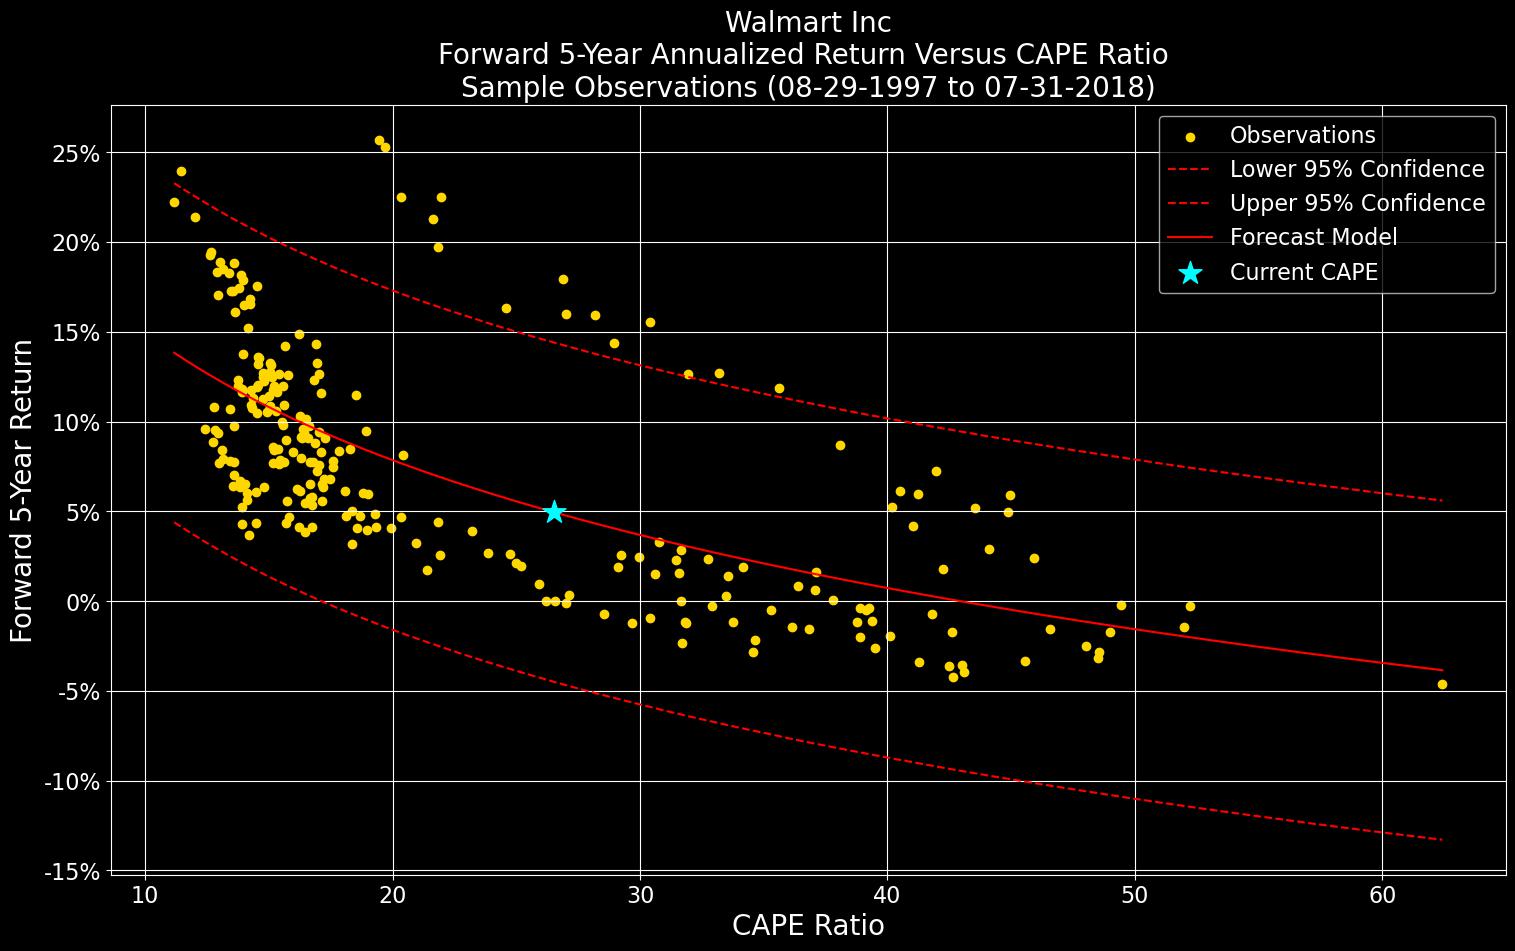 Walmart Inc
Forward 5-Year Annualized Return Versus CAPE Ratio
Sample Observations (08-29-1997 to 07-31-2018)
Observations
Lower 95% Confidence
Upper 95% Confidence
Forecast Model
Current CAPE
Forward 5-Year Return
25%
20%
15%
10%
5%
0%
-5%
-10%
-15%
10 20 30 40 50 60
CAPE Ratio